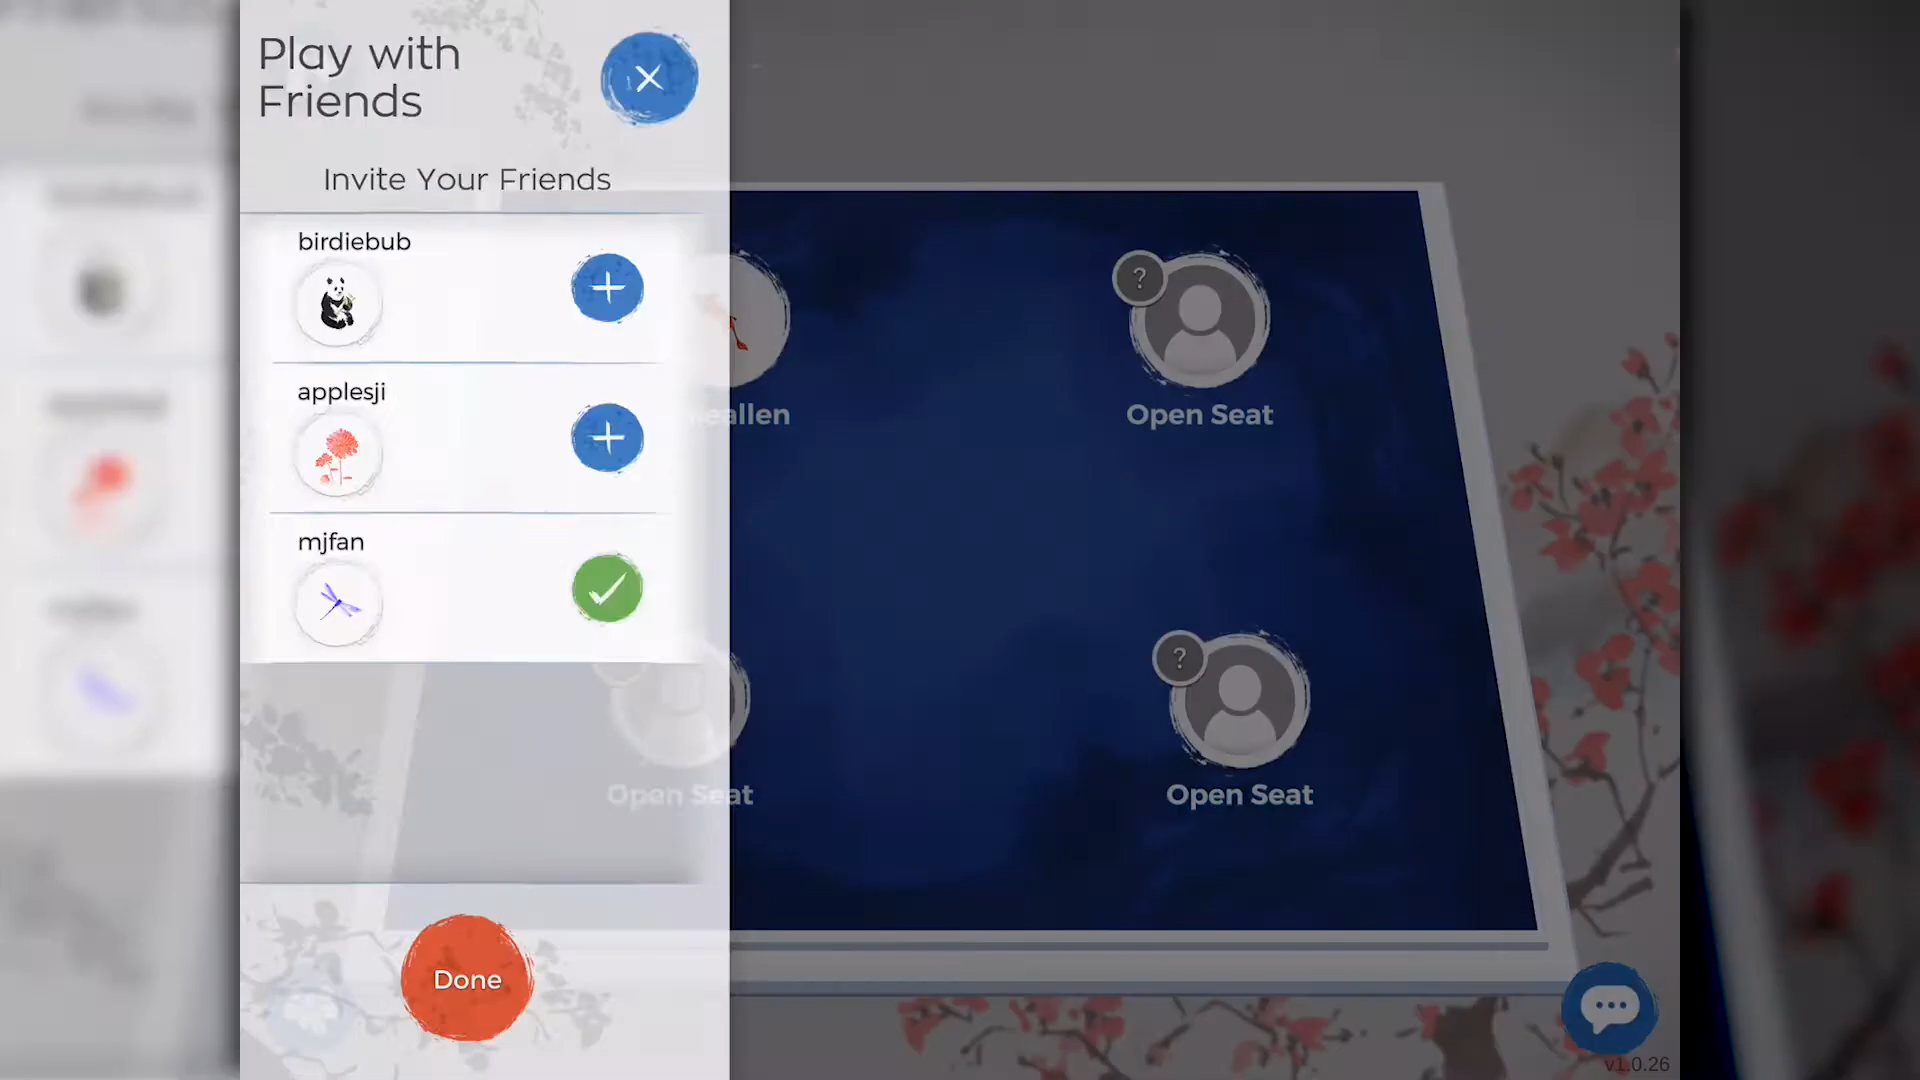 Play with
Friends
Invite Your Friends
birdiebub
applesji
mjfan
Done
?
Open Seat
Open Seat
?
Open Seat
v1.0.26